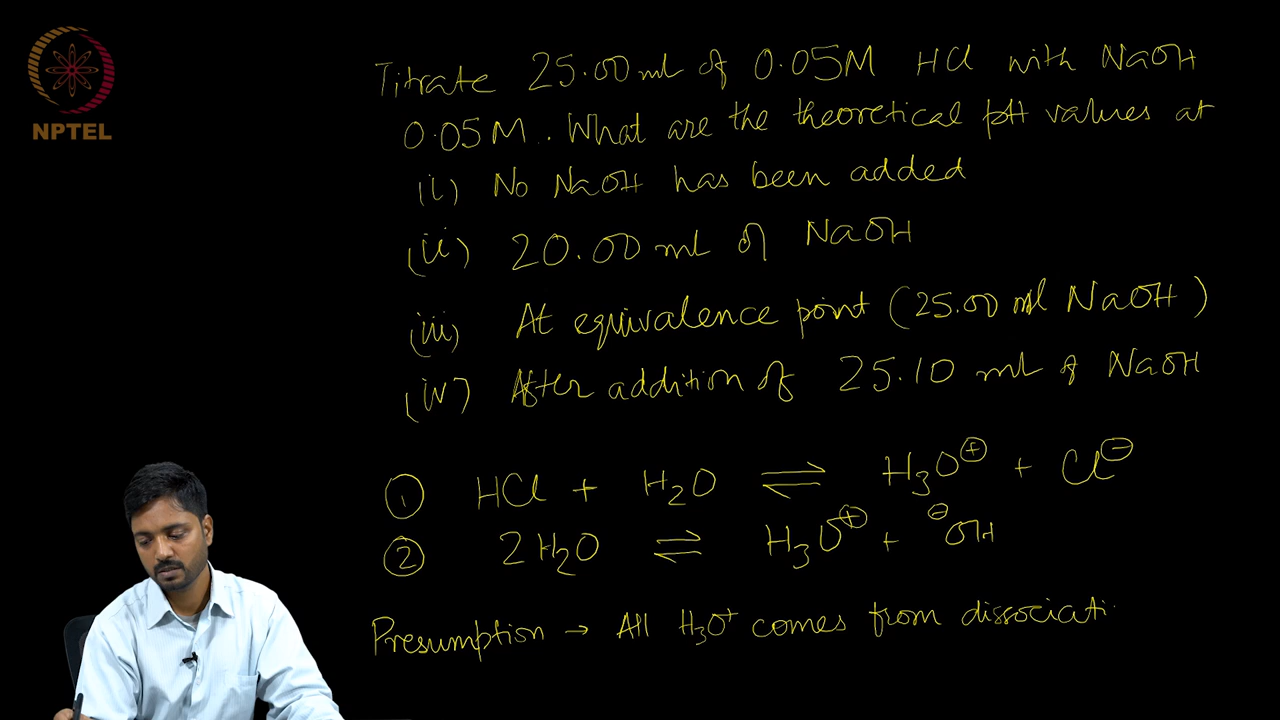 NPTEL
Titrate 25.00 ml of 0.05M HCl with NaOH
0.05M. What are the theoretical pH values at
(i) No NaOH has been added
(ii) 20.00 ml of NaOH
(iii) At equivalence point (25.00 ml NaOH)
(iv) After addition of 25.10 ml of NaOH
① HCl + H₂O ⇌ H₃O⊕ + Cl⊖
② 2H₂O ⇌ H₃O⊕ + ⊖OH
Presumption → All H₃O⁺ comes from dissociati